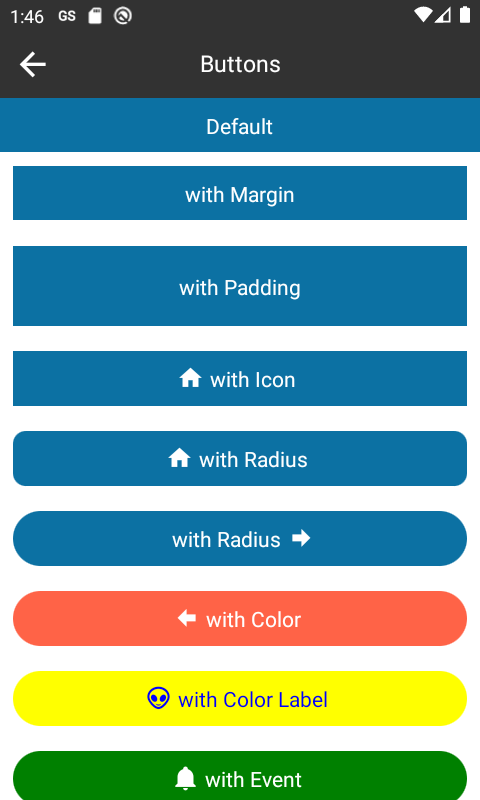 1:46 GS
Buttons
Default
with Margin
with Padding
with Icon
with Radius
with Radius
with Color
with Color Label
with Event